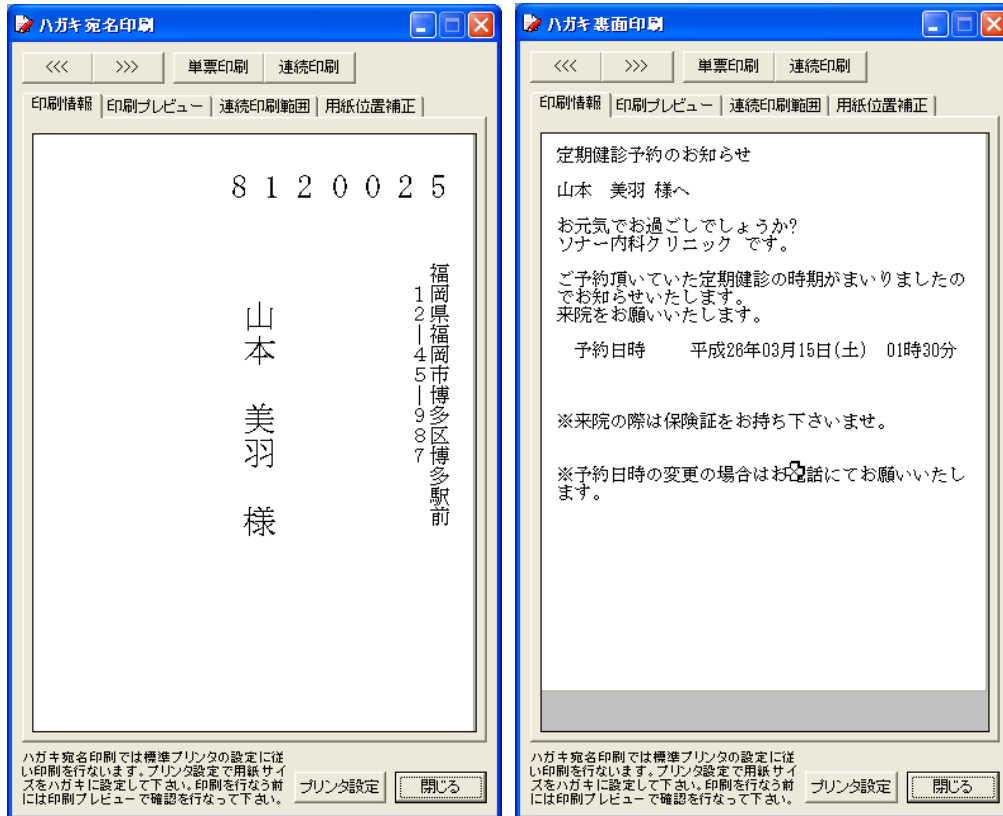 ハガキ宛名印刷
<<<
>>>
単票印刷
連続印刷
印刷情報
印刷プレビュー
連続印刷範囲
用紙位置補正
8120025
福岡県福岡市博多区博多駅前
12|45|987
山本 美羽 様
ハガキ宛名印刷では標準プリンタの設定に従
い印刷を行ないます。プリンタ設定で用紙サイ
ズをハガキに設定して下さい。印刷を行なう前
には印刷プレビューで確認を行なって下さい。
プリンタ設定
閉じる
ハガキ裏面印刷
<<<
>>>
単票印刷
連続印刷
印刷情報
印刷プレビュー
連続印刷範囲
用紙位置補正
定期健診予約のお知らせ
山本 美羽 様へ
お元気でお過ごしでしょうか?
ソナー内科クリニック です。
ご予約頂いていた定期健診の時期がまいりましたの
でお知らせいたします。
来院をお願いいたします。
予約日時 平成26年03月15日(土) 01時30分
※来院の際は保険証をお持ち下さいませ。
※予約日時の変更の場合はお電話にてお願いいたし
ます。
ハガキ宛名印刷では標準プリンタの設定に従
い印刷を行ないます。プリンタ設定で用紙サイ
ズをハガキに設定して下さい。印刷を行なう前
には印刷プレビューで確認を行なって下さい。
プリンタ設定
閉じる